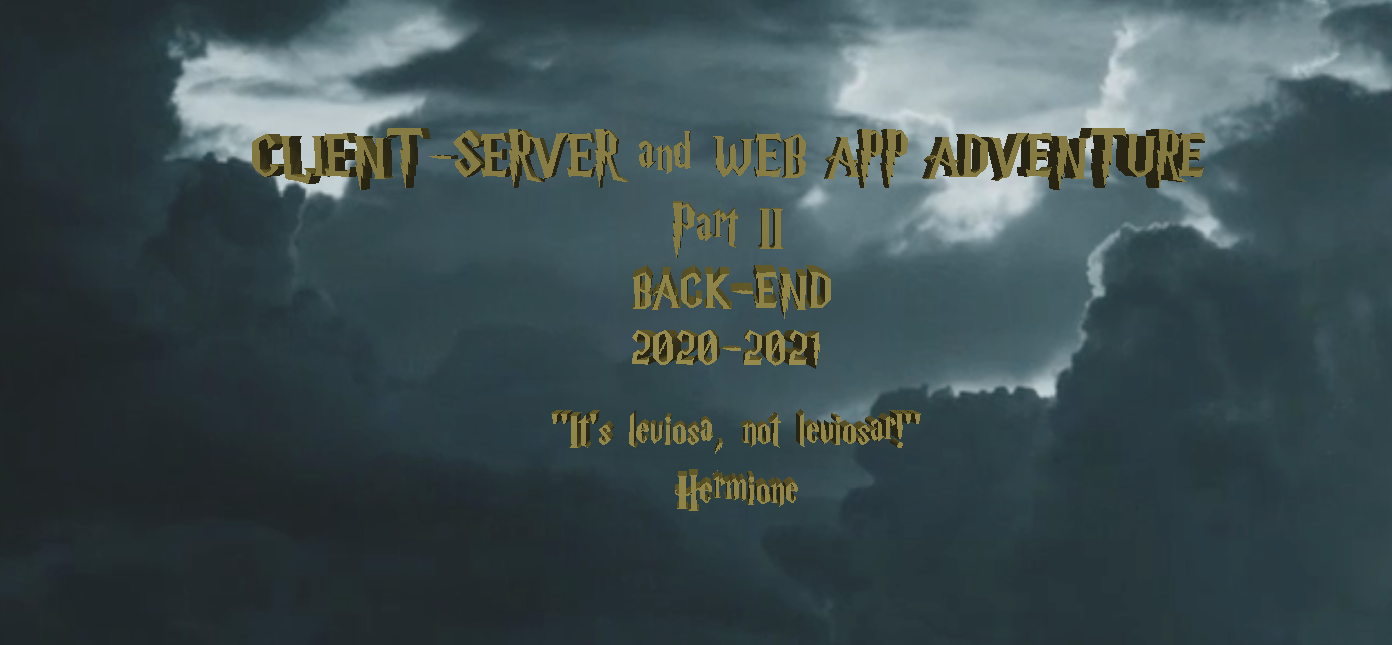 CLIENT-SERVER and WEB APP ADVENTURE
Part II
BACK-END
2020-2021
"It's leviosa, not leviosar!"
Hermione